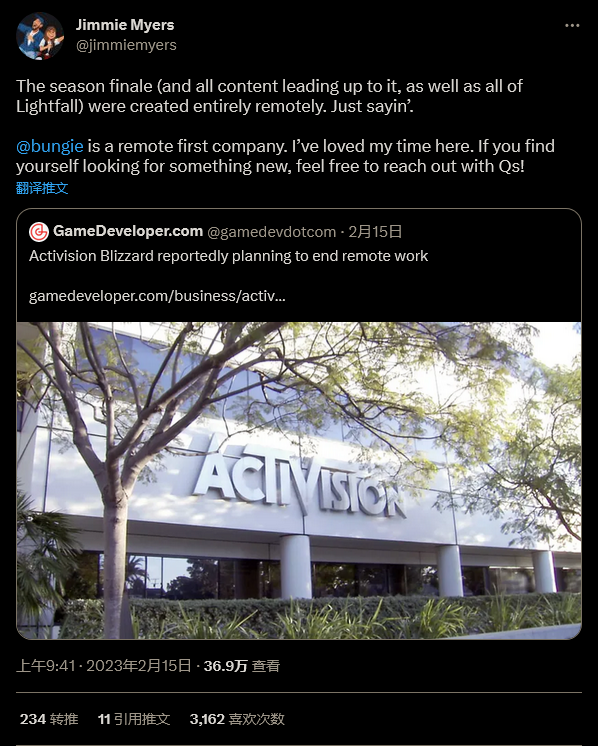 Jimmie Myers
@jimmiemyers
The season finale (and all content leading up to it, as well as all of
Lightfall) were created entirely remotely. Just sayin’.
@bungie is a remote first company. I’ve loved my time here. If you find
yourself looking for something new, feel free to reach out with Qs!
翻译推文
GameDeveloper.com @gamedevdotcom · 2月15日
Activision Blizzard reportedly planning to end remote work
gamedeveloper.com/business/activ...
ACTIVISION
上午9:41 · 2023年2月15日 · 36.9万 查看
234 转推 11 引用推文 3,162 喜欢次数